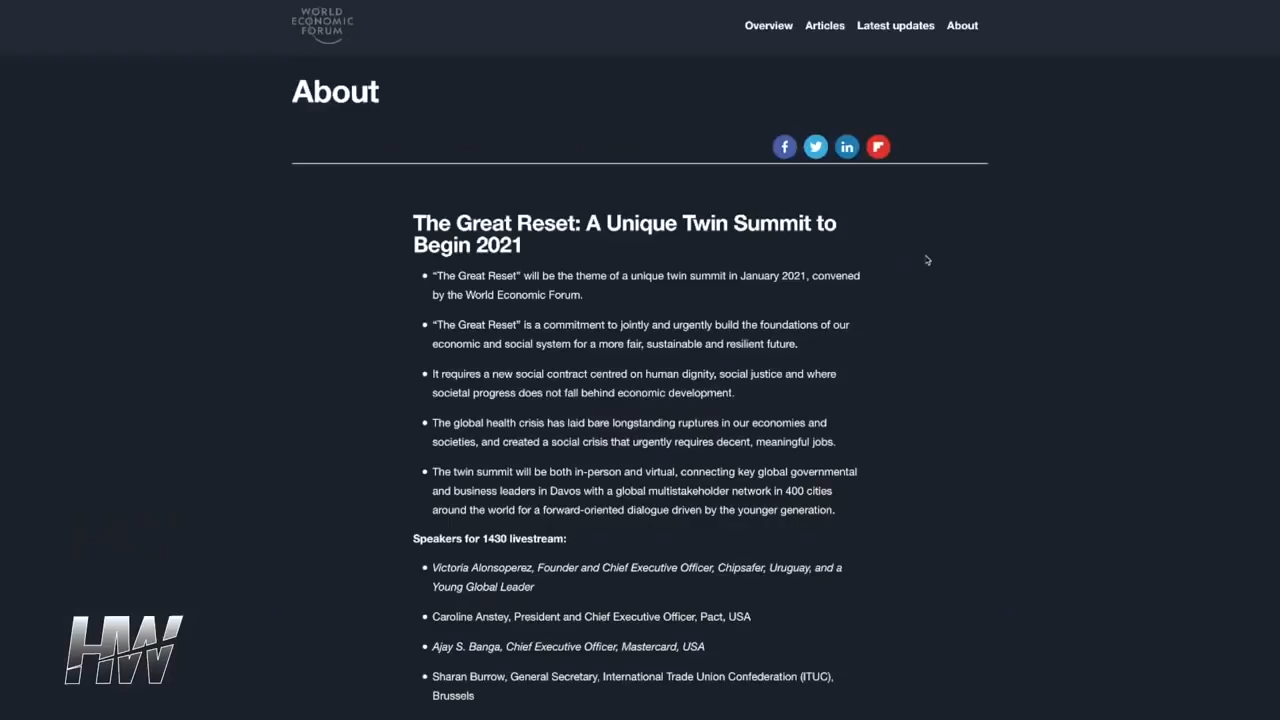 WORLD
ECONOMIC
FORUM
Overview Articles Latest updates About
About
The Great Reset: A Unique Twin Summit to
Begin 2021
• “The Great Reset” will be the theme of a unique twin summit in January 2021, convened
by the World Economic Forum.
• “The Great Reset” is a commitment to jointly and urgently build the foundations of our
economic and social system for a more fair, sustainable and resilient future.
• It requires a new social contract centred on human dignity, social justice and where
societal progress does not fall behind economic development.
• The global health crisis has laid bare longstanding ruptures in our economies and
societies, and created a social crisis that urgently requires decent, meaningful jobs.
• The twin summit will be both in-person and virtual, connecting key global governmental
and business leaders in Davos with a global multistakeholder network in 400 cities
around the world for a forward-oriented dialogue driven by the younger generation.
Speakers for 1430 livestream:
• Victoria Alonsoperez, Founder and Chief Executive Officer, Chipsafer, Uruguay, and a
Young Global Leader
• Caroline Anstey, President and Chief Executive Officer, Pact, USA
• Ajay S. Banga, Chief Executive Officer, Mastercard, USA
• Sharan Burrow, General Secretary, International Trade Union Confederation (ITUC),
Brussels
HW